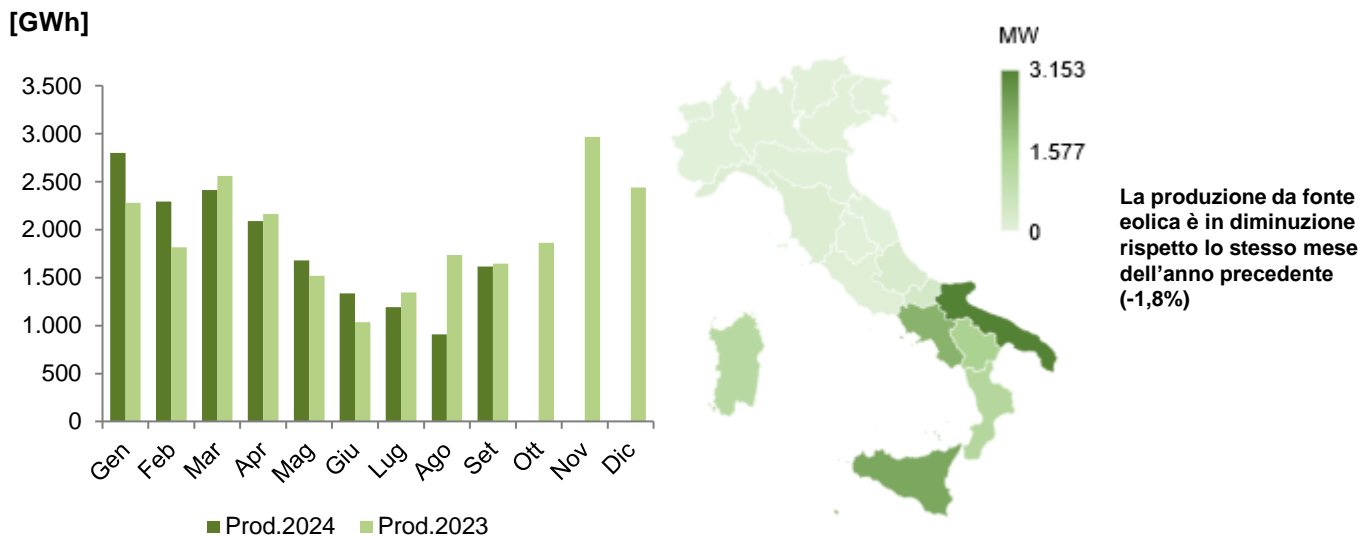 [GWh]
3.500
3.000
2.500
2.000
1.500
1.000
500
0
Gen Feb Mar Apr Mag Giu Lug Ago Set Ott Nov Dic
Prod.2024 Prod.2023
MW
3.153
1.577
0
La produzione da fonte
eolica è in diminuzione
rispetto lo stesso mese
dell’anno precedente
(-1,8%)